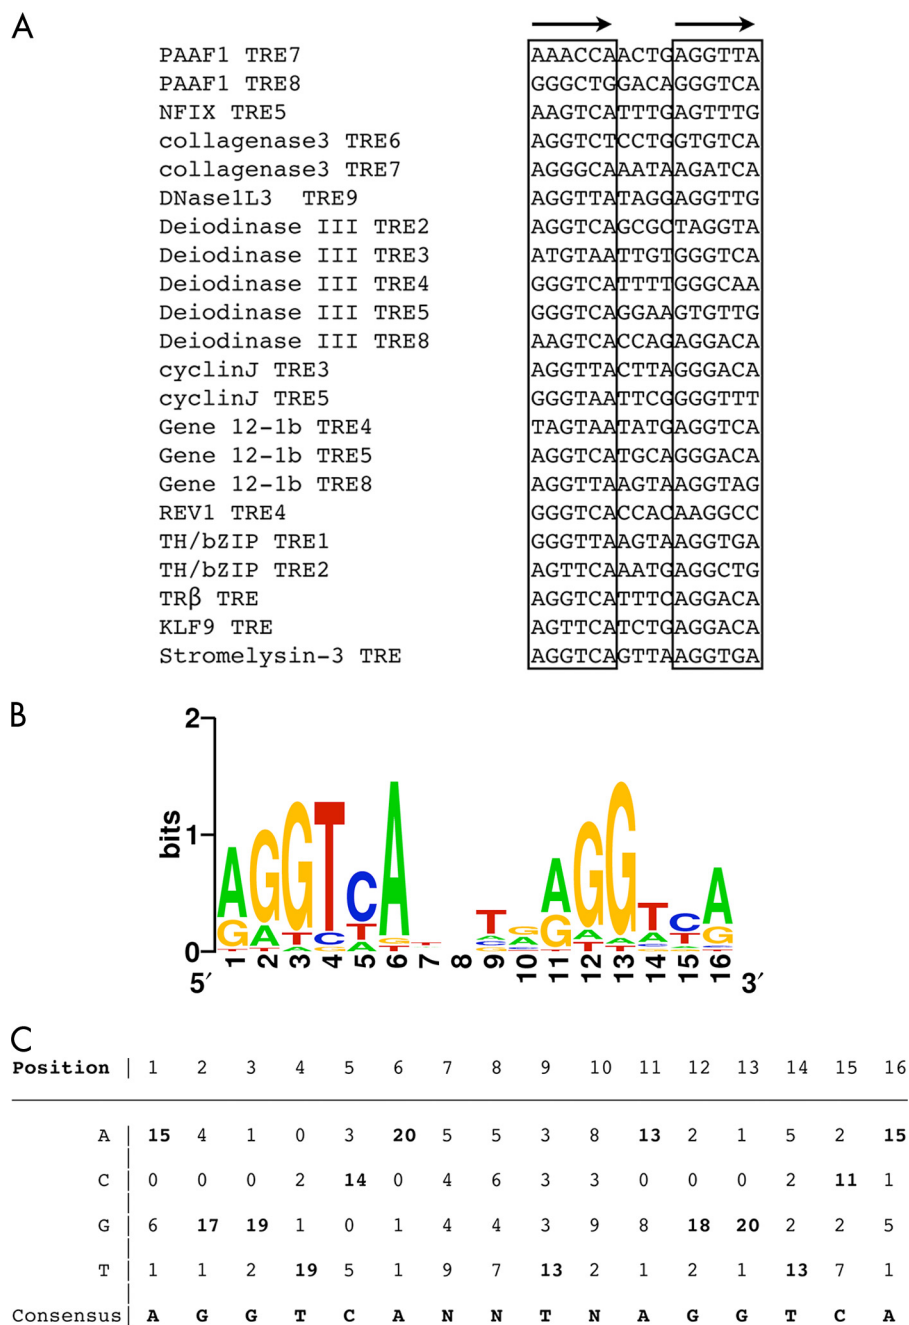 A
PAAF1 TRE7 AAACCAACTGAGGTTA
PAAF1 TRE8 GGGCTGGACAGGGTCA
NFIX TRE5 AAGTCATTTGAGTTTG
collagenase3 TRE6 AGGTCTCCTGGTGTCA
collagenase3 TRE7 AGGGCAAATAAGATCA
DNase1L3 TRE9 AGGTTATAGGAGGTTG
Deiodinase III TRE2 AGGTCAGCGCTAGGTA
Deiodinase III TRE3 ATGTAATTGTGGGTCA
Deiodinase III TRE4 GGGTCATTTTGGGCAA
Deiodinase III TRE5 GGGTCAGGAAGTGTTG
Deiodinase III TRE8 AAGTCACCAGAGGACA
cyclinJ TRE3 AGGTTACTTAGGGACA
cyclinJ TRE5 GGGTAATTCGGGGTTT
Gene 12-1b TRE4 TAGTAATATGAGGTCA
Gene 12-1b TRE5 AGGTCATGCAGGGACA
Gene 12-1b TRE8 AGGTTAAGTAAGGTAG
REV1 TRE4 GGGTCACCACAAGGCC
TH/bZIP TRE1 GGGTTAAGTAAGGTGA
TH/bZIP TRE2 AGTTCAAATGAGGCTG
TRβ TRE AGGTCATTTCAGGACA
KLF9 TRE AGTTCATCTGAGGACA
Stromelysin-3 TRE AGGTCAGTTAAGGTGA
B
2
1
0
bits
AGGTCA TGAGGTCA
5′ 1 2 3 4 5 6 7 8 9 10 11 12 13 14 15 16 3′
C
Position | 1 2 3 4 5 6 7 8 9 10 11 12 13 14 15 16
A | 15 4 1 0 3 20 5 5 3 8 13 2 1 5 2 15
C | 0 0 0 2 14 0 4 6 3 3 0 0 0 2 11 1
G | 6 17 19 1 0 1 4 4 3 9 8 18 20 2 2 5
T | 1 1 2 19 5 1 9 7 13 2 1 2 1 13 7 1
Consensus | A G G T C A N N T N A G G T C A